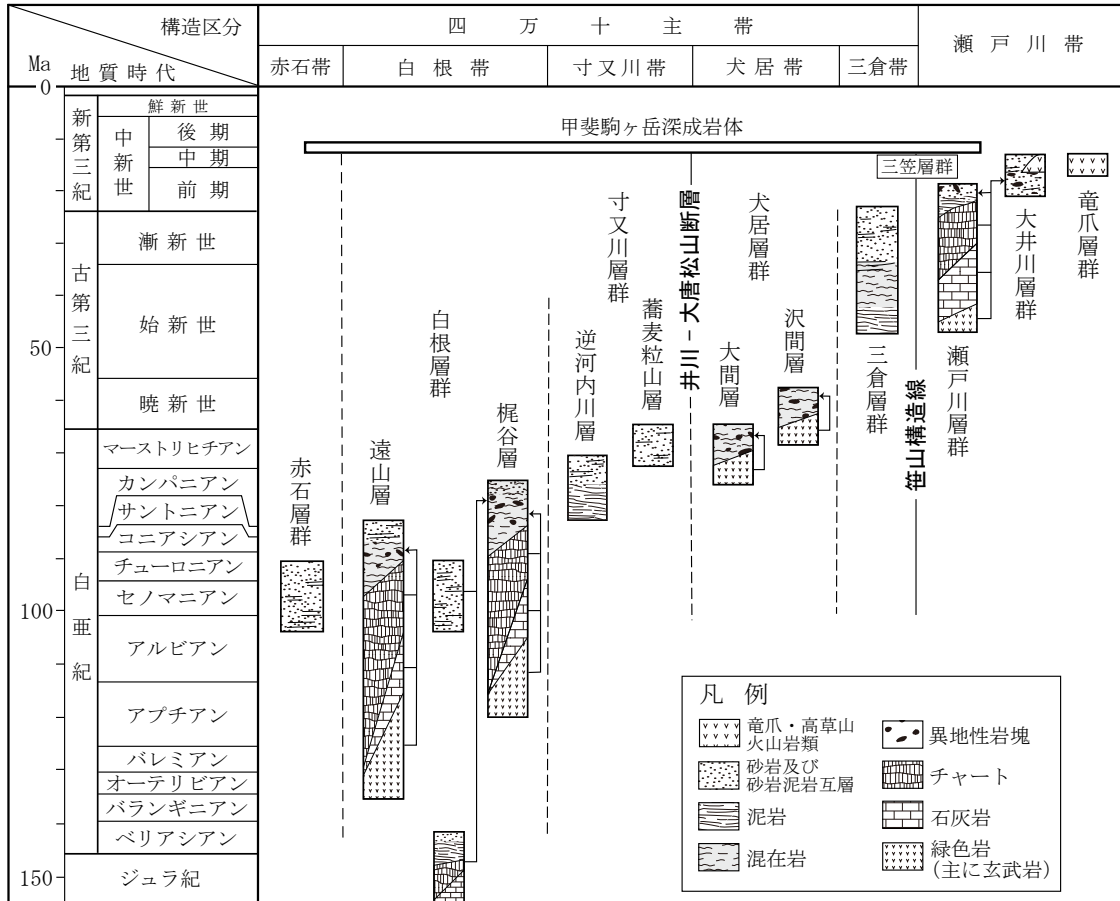 構造区分
Ma
地質時代
四万十主帯
瀬戸川帯
赤石帯
白根帯
寸又川帯
犬居帯
三倉帯
0
50
100
150
新第三紀
鮮新世
中新世
後期
中期
前期
古第三紀
漸新世
始新世
暁新世
白亜紀
マーストリヒチアン
カンパニアン
サントニアン
コニアシアン
チューロニアン
セノマニアン
アルビアン
アプチアン
バレミアン
オーテリビアン
バランギニアン
ベリアシアン
ジュラ紀
甲斐駒ヶ岳深成岩体
三笠層群
赤石層群
白根層群
遠山層
梶谷層
寸又川層群
逆河内川層
蕎麦粒山層
井川－大唐松山断層
犬居層群
大間層
沢間層
三倉層群
笹山構造線
瀬戸川層群
大井川層群
竜爪層群
凡例
竜爪・高草山
火山岩類
砂岩及び
砂岩泥岩互層
泥岩
混在岩
異地性岩塊
チャート
石灰岩
緑色岩
(主に玄武岩)